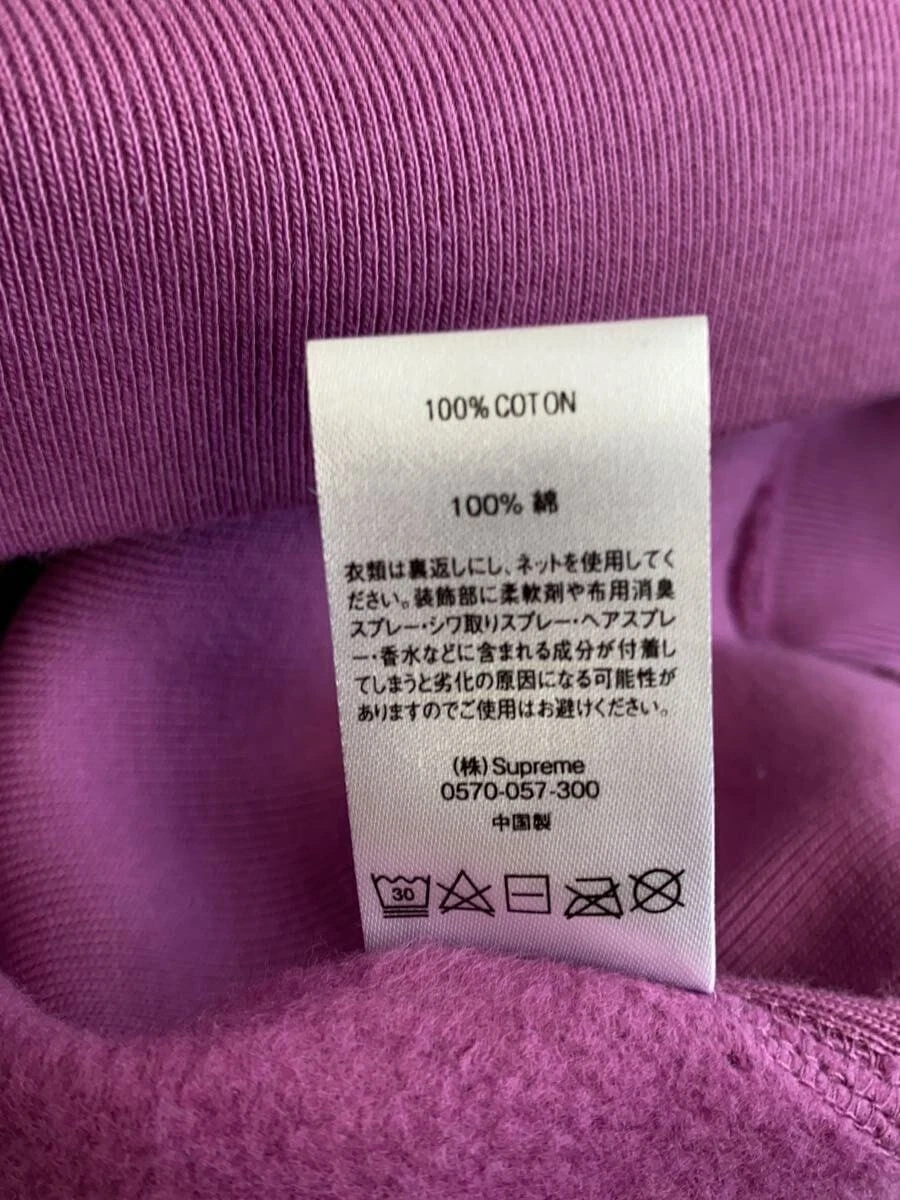 100% COTON
100% 綿
衣類は裏返しにし、ネットを使用してく
ださい。装飾部に柔軟剤や布用消臭
スプレー・シワ取りスプレー・ヘアスプレ
ー・香水などに含まれる成分が付着し
てしまうと劣化の原因になる可能性が
ありますのでご使用はお避けください。
(株)Supreme
0570-057-300
中国製
30